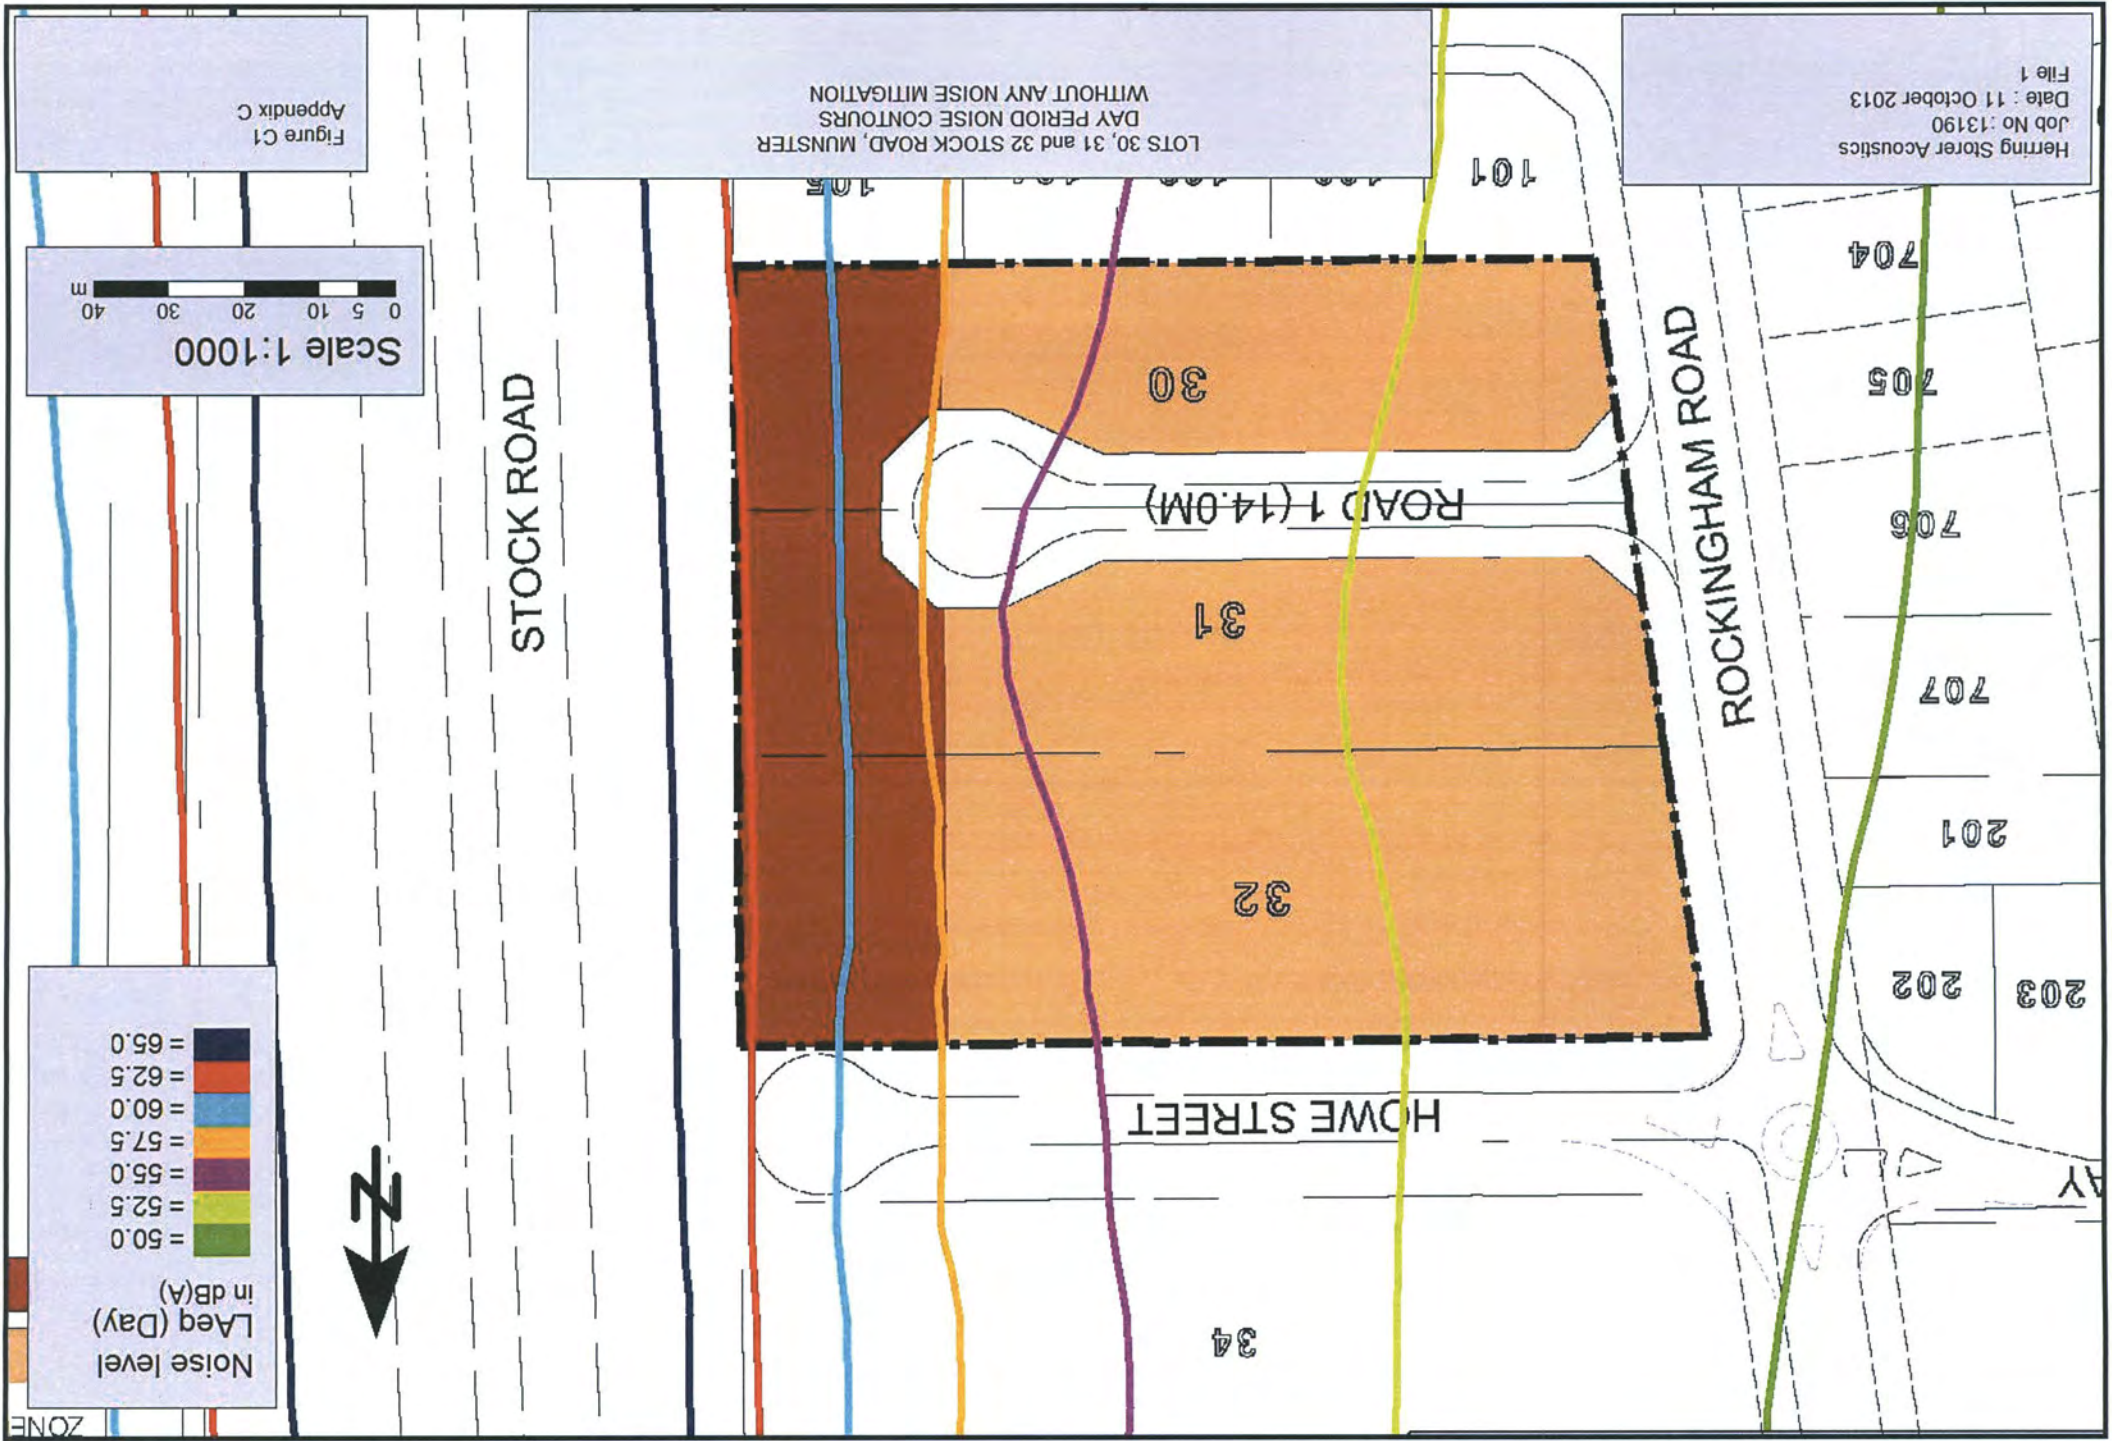 ZONE
Noise level
LAeq (Day)
in dB(A)
= 50.0
= 52.5
= 55.0
= 57.5
= 60.0
= 62.5
= 65.0
N
34
AY
HOWE STREET
203
202
201
32
707
31
706
705
704
30
ROAD 1 (14.0M)
ROCKINGHAM ROAD
STOCK ROAD
Scale 1:1000
0 5 10 20 30 40
m
101
105
Herring Storer Acoustics
Job No :13190
Date : 11 October 2013
File 1
LOTS 30, 31 and 32 STOCK ROAD, MUNSTER
DAY PERIOD NOISE CONTOURS
WITHOUT ANY NOISE MITIGATION
Figure C1
Appendix C